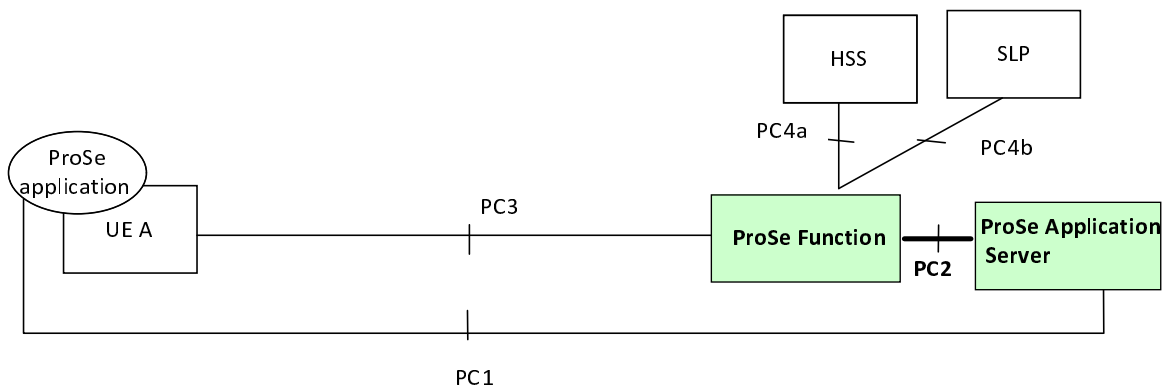 HSS
SLP
PC4a
PC4b
ProSe
application
UE A
PC3
ProSe Function
PC2
ProSe Application
Server
PC1